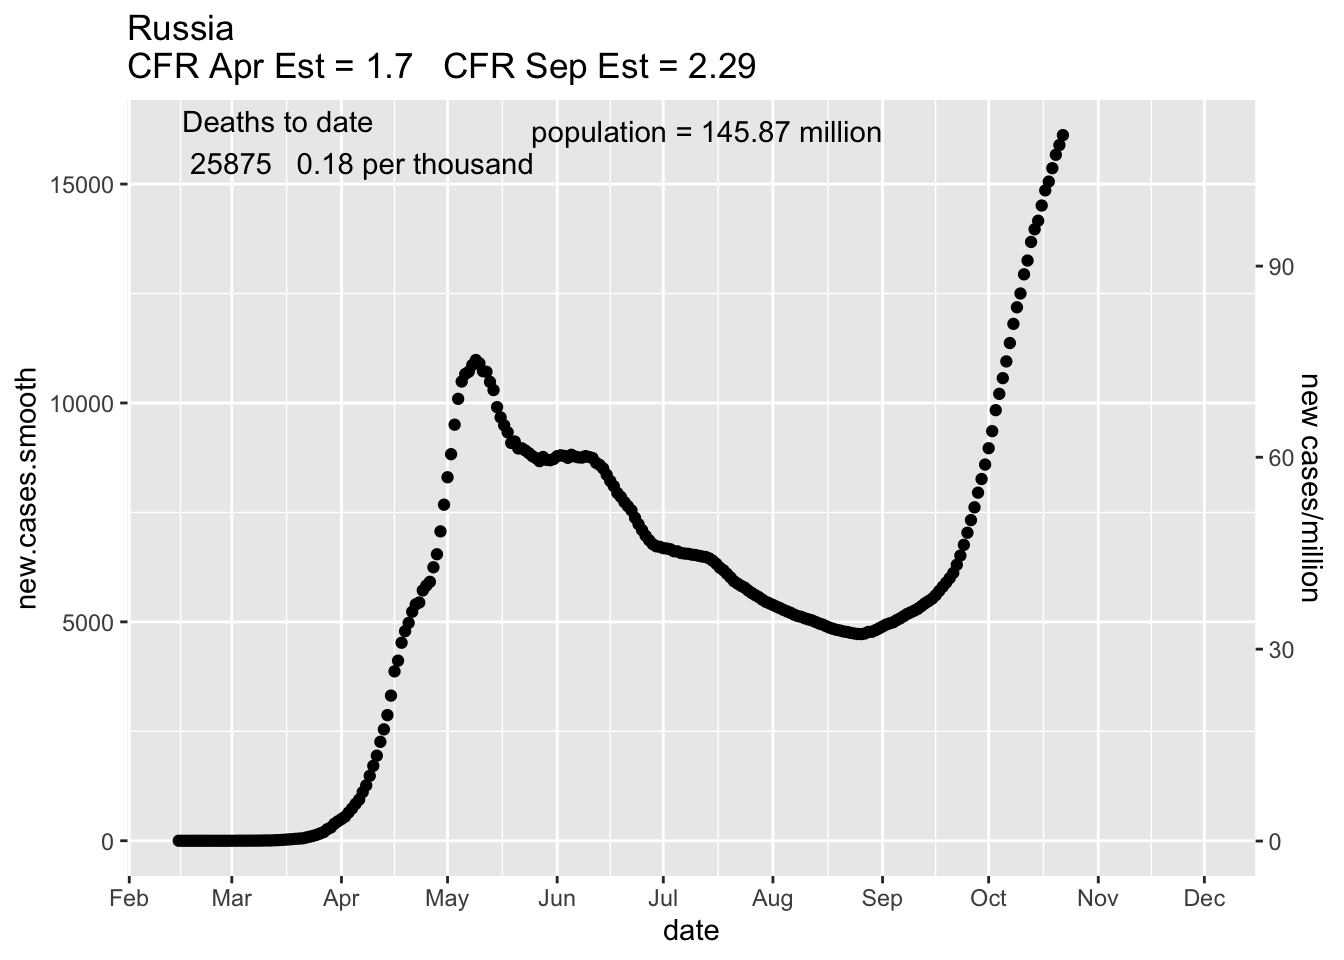 Russia
CFR Apr Est = 1.7   CFR Sep Est = 2.29
Deaths to date
25875   0.18 per thousand
population = 145.87 million
new.cases.smooth
15000
10000
5000
0
90
60
30
0
new cases/million
Feb Mar Apr May Jun Jul Aug Sep Oct Nov Dec
date